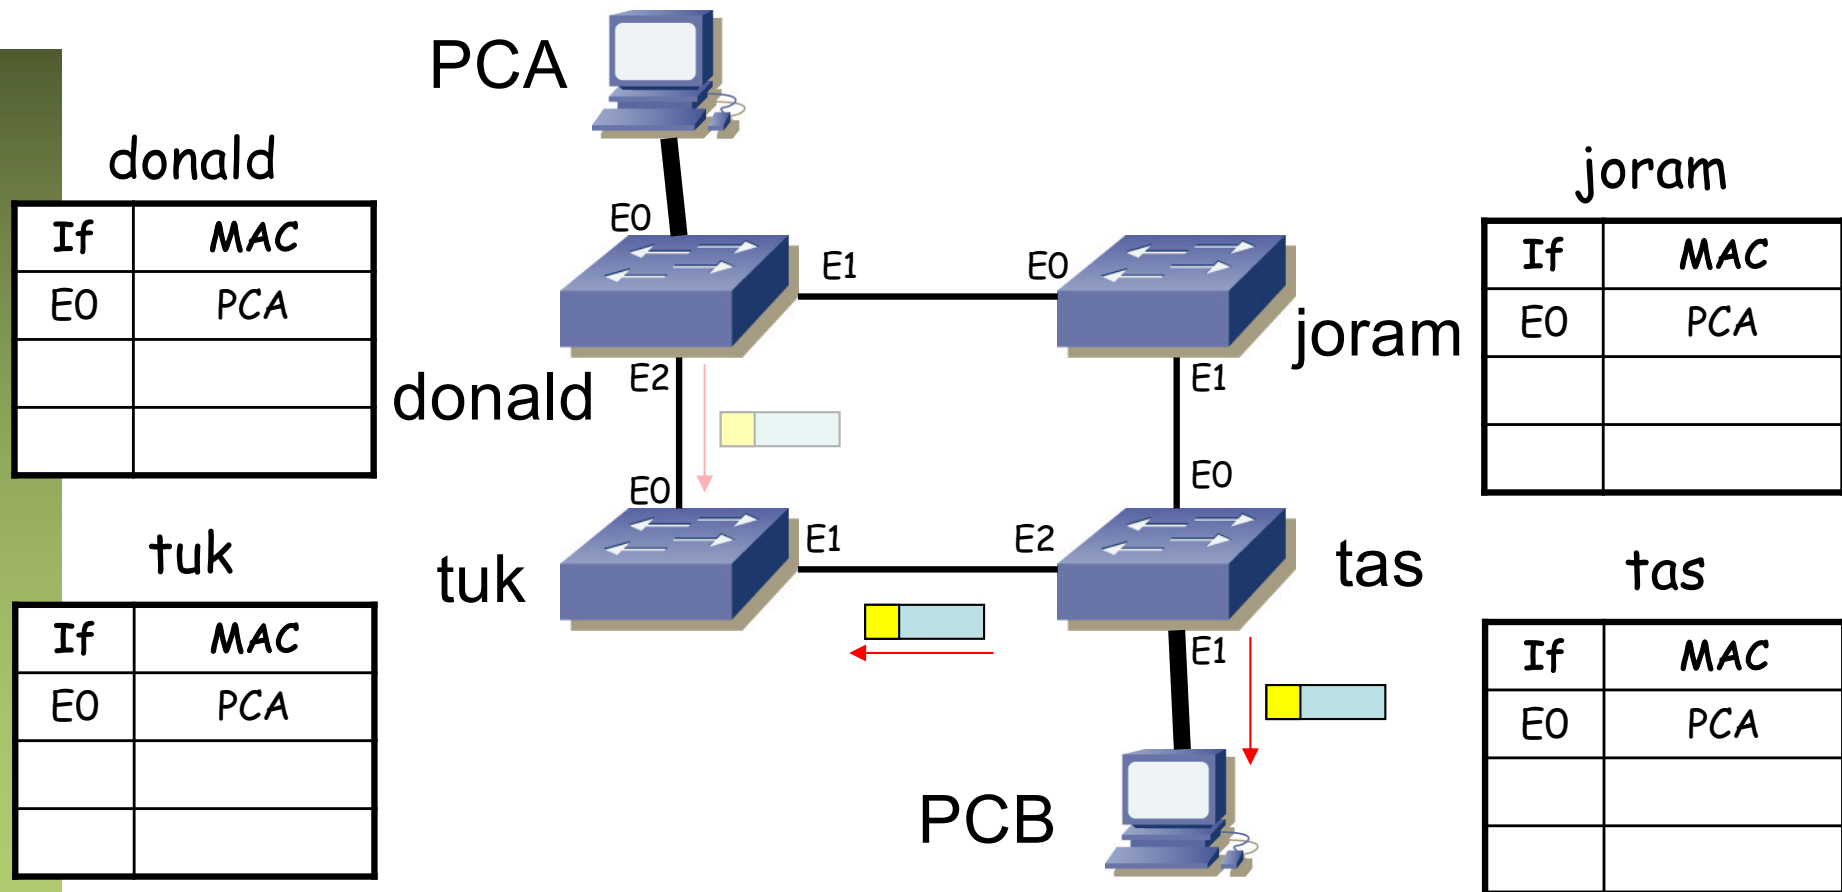 PCA
donald
If MAC
E0 PCA
joram
If MAC
E0 PCA
E0
E1
E0
joram
donald
E2
E1
E0
E0
tuk
E1
E2
tas
E1
PCB
tuk
If MAC
E0 PCA
tas
If MAC
E0 PCA